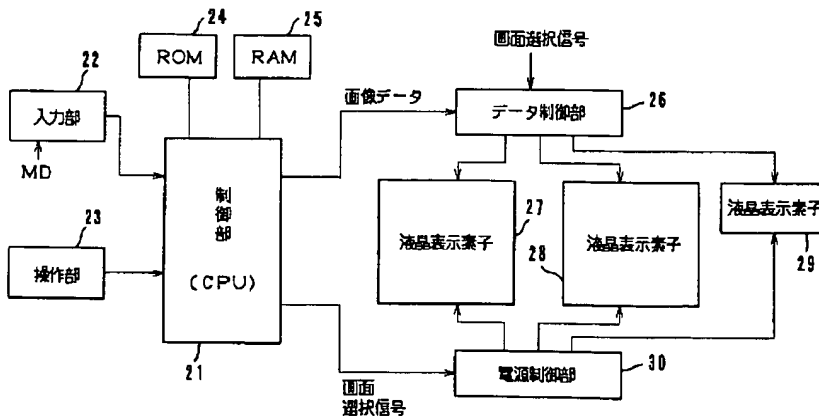 24
25
ROM
RAM
22
入力部
MD
23
操作部
制御部
(CPU)
21
画像データ
画面選択信号
データ制御部
26
液晶表示素子
27
液晶表示素子
28
液晶表示素子
29
画面
選択信号
電源制御部
30